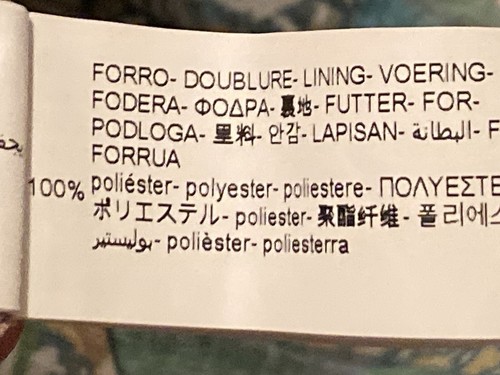 FORRO- DOUBLURE- LINING- VOERING-
FODERA- ΦΟΔΡΑ- 裏地- FUTTER- FOR-
PODLOGA- 里料- 안감- LAPISAN- البطانة- F
FORRUA
100% poliéster- polyester- poliestere- ΠΟΛΥΕΣΤΕ
ポリエステル- poliester- 聚酯纤维- 폴리에스
بوليستير- polièster- poliesterra